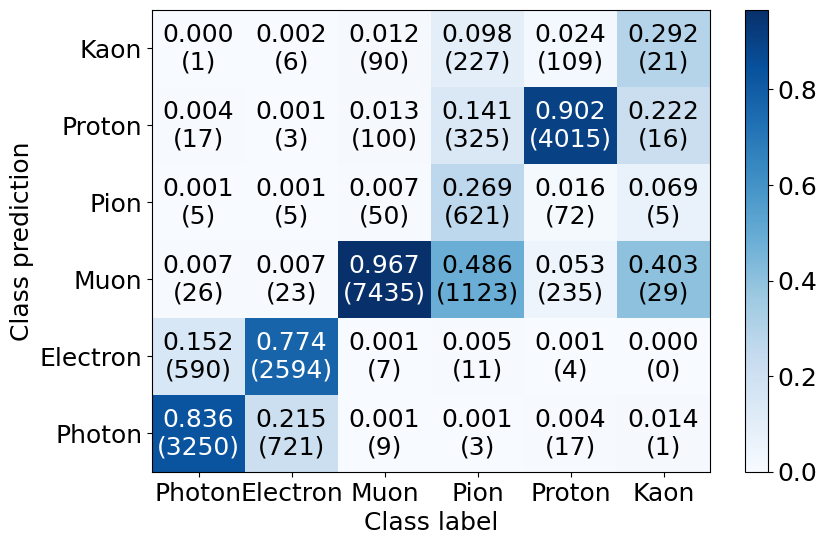 Kaon 0.000 0.002 0.012 0.098 0.024 0.292
(1) (6) (90) (227) (109) (21)
Proton 0.004 0.001 0.013 0.141 0.902 0.222
(17) (3) (100) (325) (4015) (16)
Pion 0.001 0.001 0.007 0.269 0.016 0.069
(5) (5) (50) (621) (72) (5)
Muon 0.007 0.007 0.967 0.486 0.053 0.403
(26) (23) (7435) (1123) (235) (29)
Electron 0.152 0.774 0.001 0.005 0.001 0.000
(590) (2594) (7) (11) (4) (0)
Photon 0.836 0.215 0.001 0.001 0.004 0.014
(3250) (721) (9) (3) (17) (1)
Photon Electron Muon Pion Proton Kaon
Class label
Class prediction
0.8
0.6
0.4
0.2
0.0